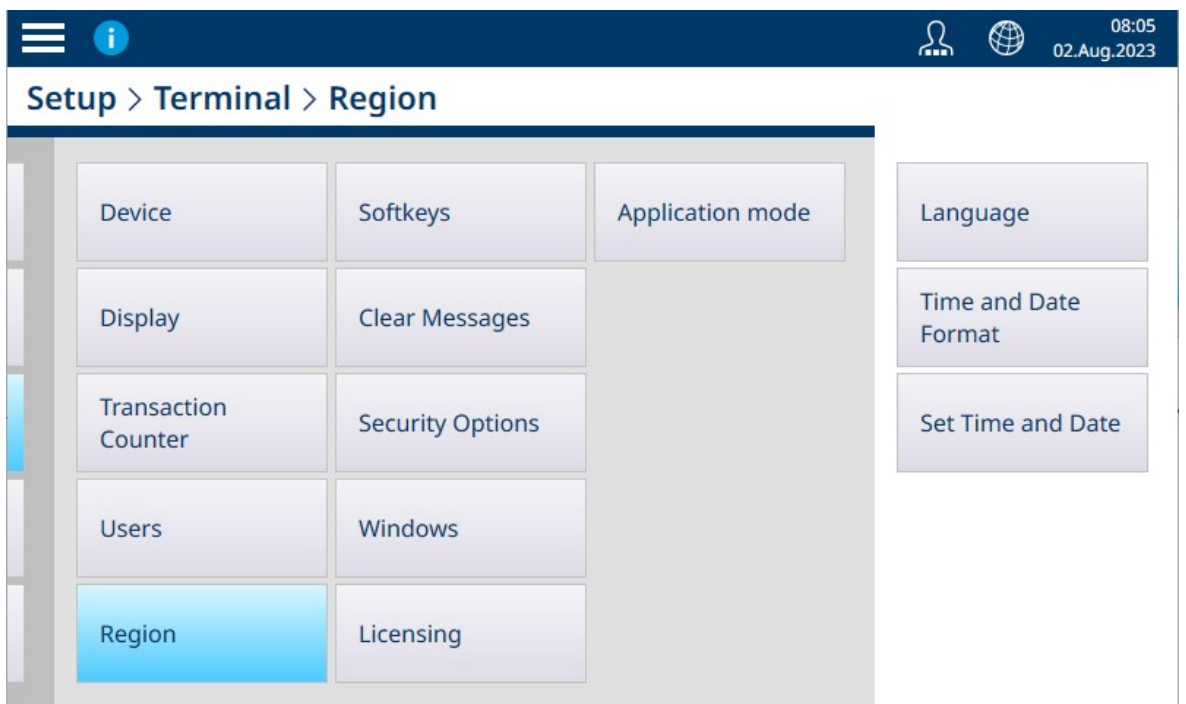 i
08:05
02.Aug.2023
Setup > Terminal > Region
Device
Softkeys
Application mode
Language
Display
Clear Messages
Time and Date
Format
Transaction
Counter
Security Options
Set Time and Date
Users
Windows
Region
Licensing